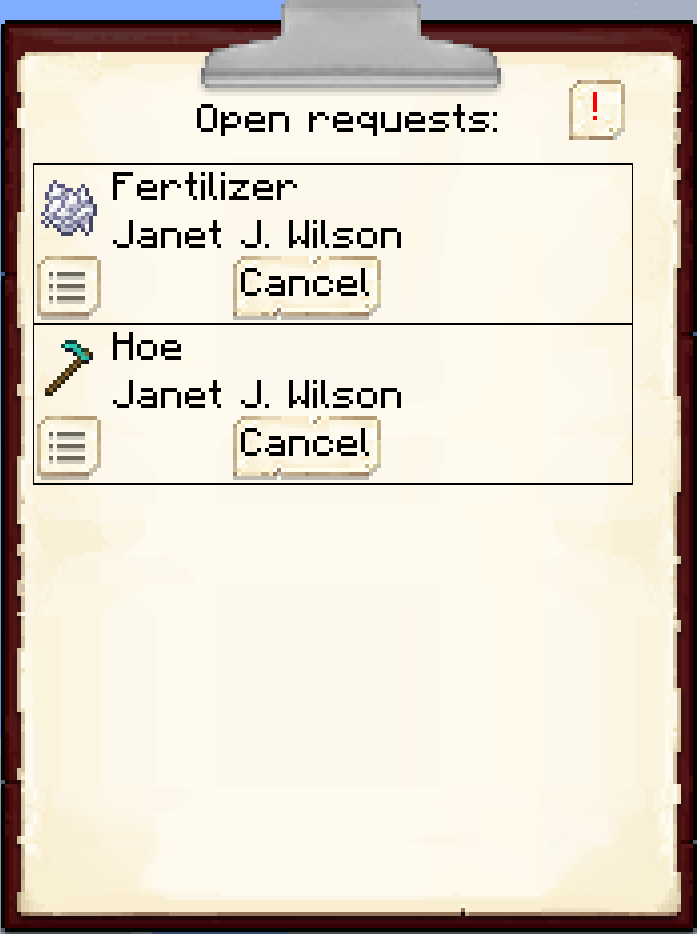 Open requests:
!
Fertilizer
Janet J. Wilson
Cancel
Hoe
Janet J. Wilson
Cancel